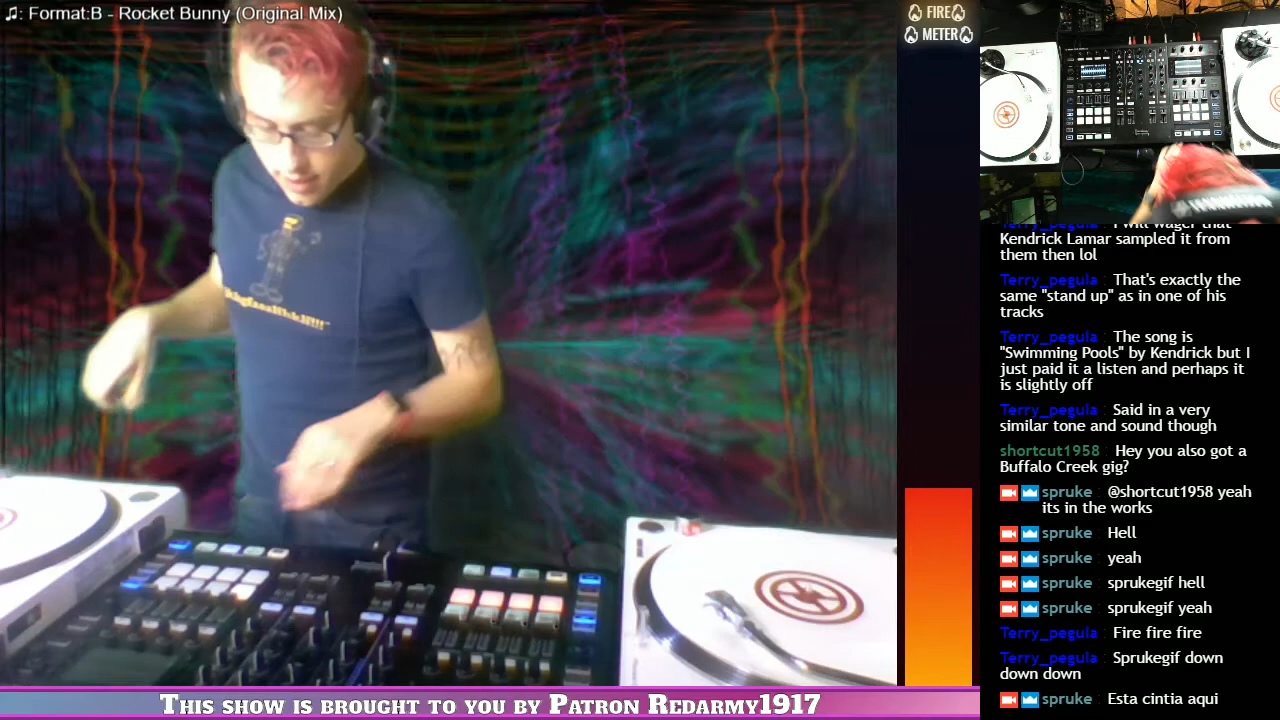 ♫: Format:B - Rocket Bunny (Original Mix)
FIRE
METER
Terry_pegula : I will wager that
Kendrick Lamar sampled it from
them then lol
Terry_pegula : That's exactly the
same "stand up" as in one of his
tracks
Terry_pegula : The song is
"Swimming Pools" by Kendrick but I
just paid it a listen and perhaps it
is slightly off
Terry_pegula : Said in a very
similar tone and sound though
shortcut1958 : Hey you also got a
Buffalo Creek gig?
spruke : @shortcut1958 yeah
its in the works
spruke : Hell
spruke : yeah
spruke : sprukegif hell
spruke : sprukegif yeah
Terry_pegula : Fire fire fire
Terry_pegula : Sprukegif down
down down
spruke : Esta cintia aqui
This show is brought to you by Patron Redarmy1917